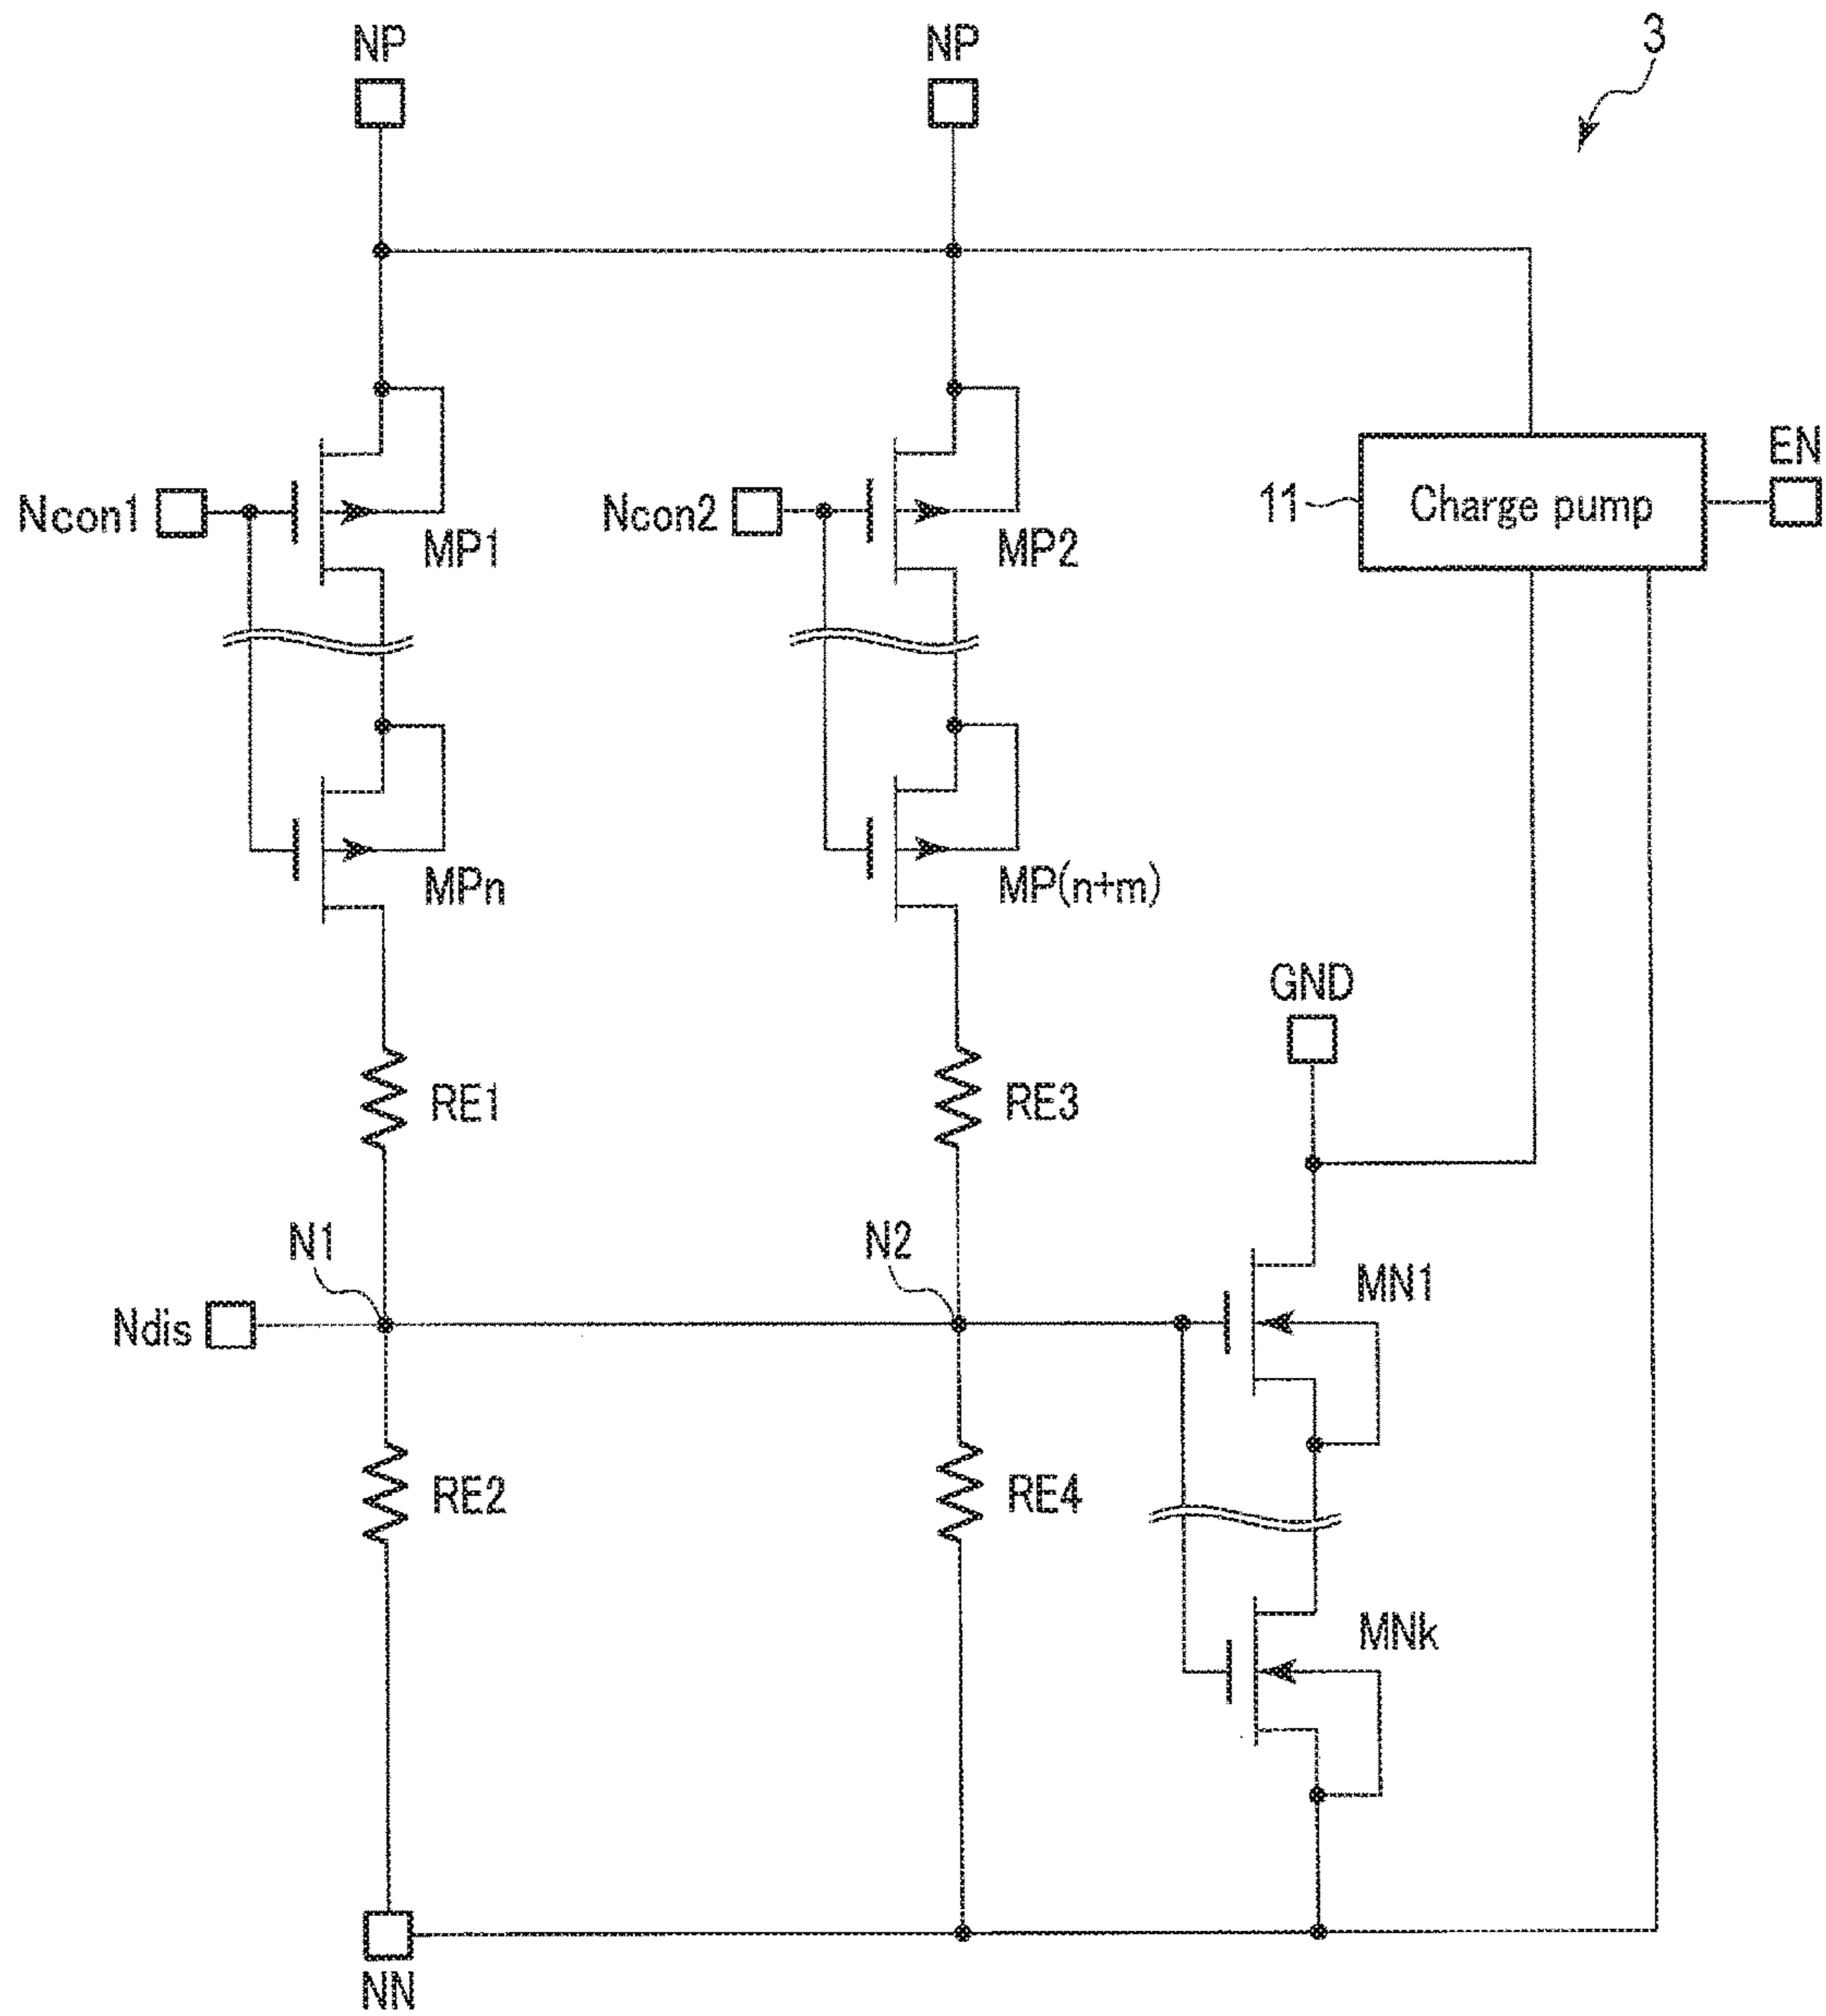 3
NP
NP
Ncon1
MP1
Ncon2
MP2
11
Charge pump
EN
MPn
MP(n+m)
GND
RE1
RE3
N1
N2
Ndis
MN1
RE2
RE4
MNk
NN